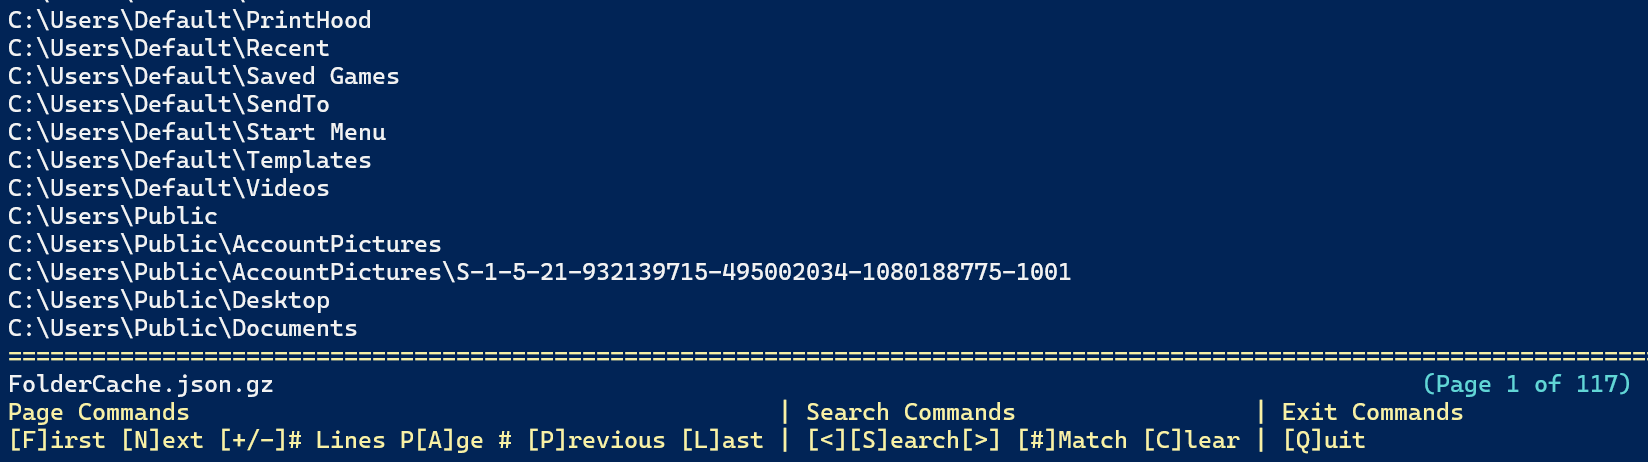 C:\Users\Default\PrintHood
C:\Users\Default\Recent
C:\Users\Default\Saved Games
C:\Users\Default\SendTo
C:\Users\Default\Start Menu
C:\Users\Default\Templates
C:\Users\Default\Videos
C:\Users\Public
C:\Users\Public\AccountPictures
C:\Users\Public\AccountPictures\S-1-5-21-932139715-495002034-1080188775-1001
C:\Users\Public\Desktop
C:\Users\Public\Documents
======================================================================================================================
FolderCache.json.gz (Page 1 of 117)
Page Commands | Search Commands | Exit Commands
[F]irst [N]ext [+/-]# Lines P[A]ge # [P]revious [L]ast | [<][S]earch[>] [#]Match [C]lear | [Q]uit